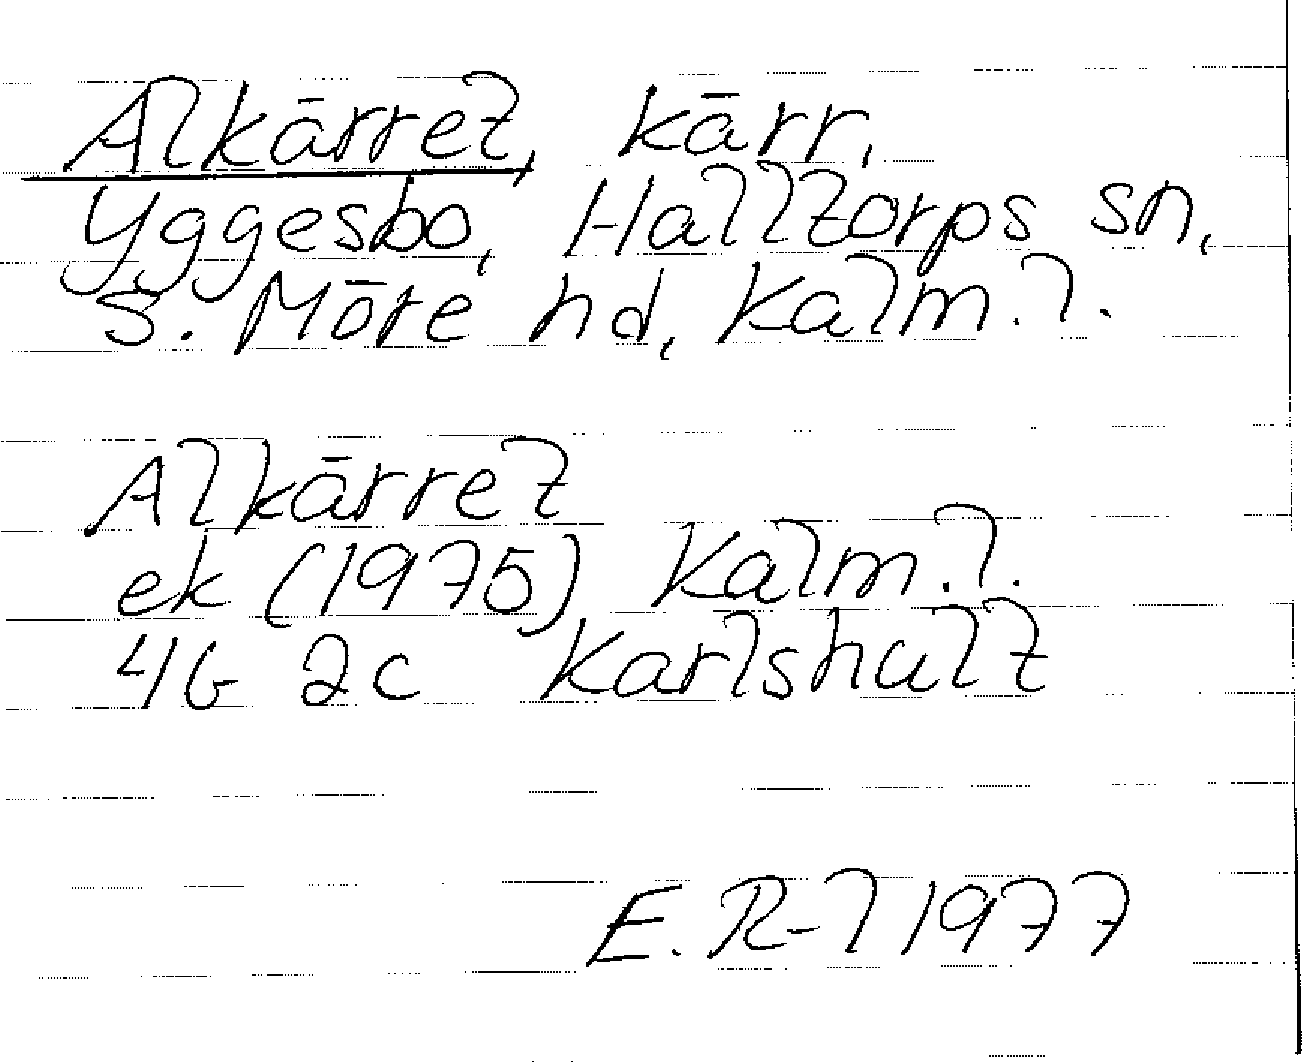 Alkärret, kärr,
Yggesbo, Halltorps sn,
S. Möre hd, Kalm.l.
Alkärret
ek (1975) Kalm.l.
4G 2c Karlshult
E. R-l 1977